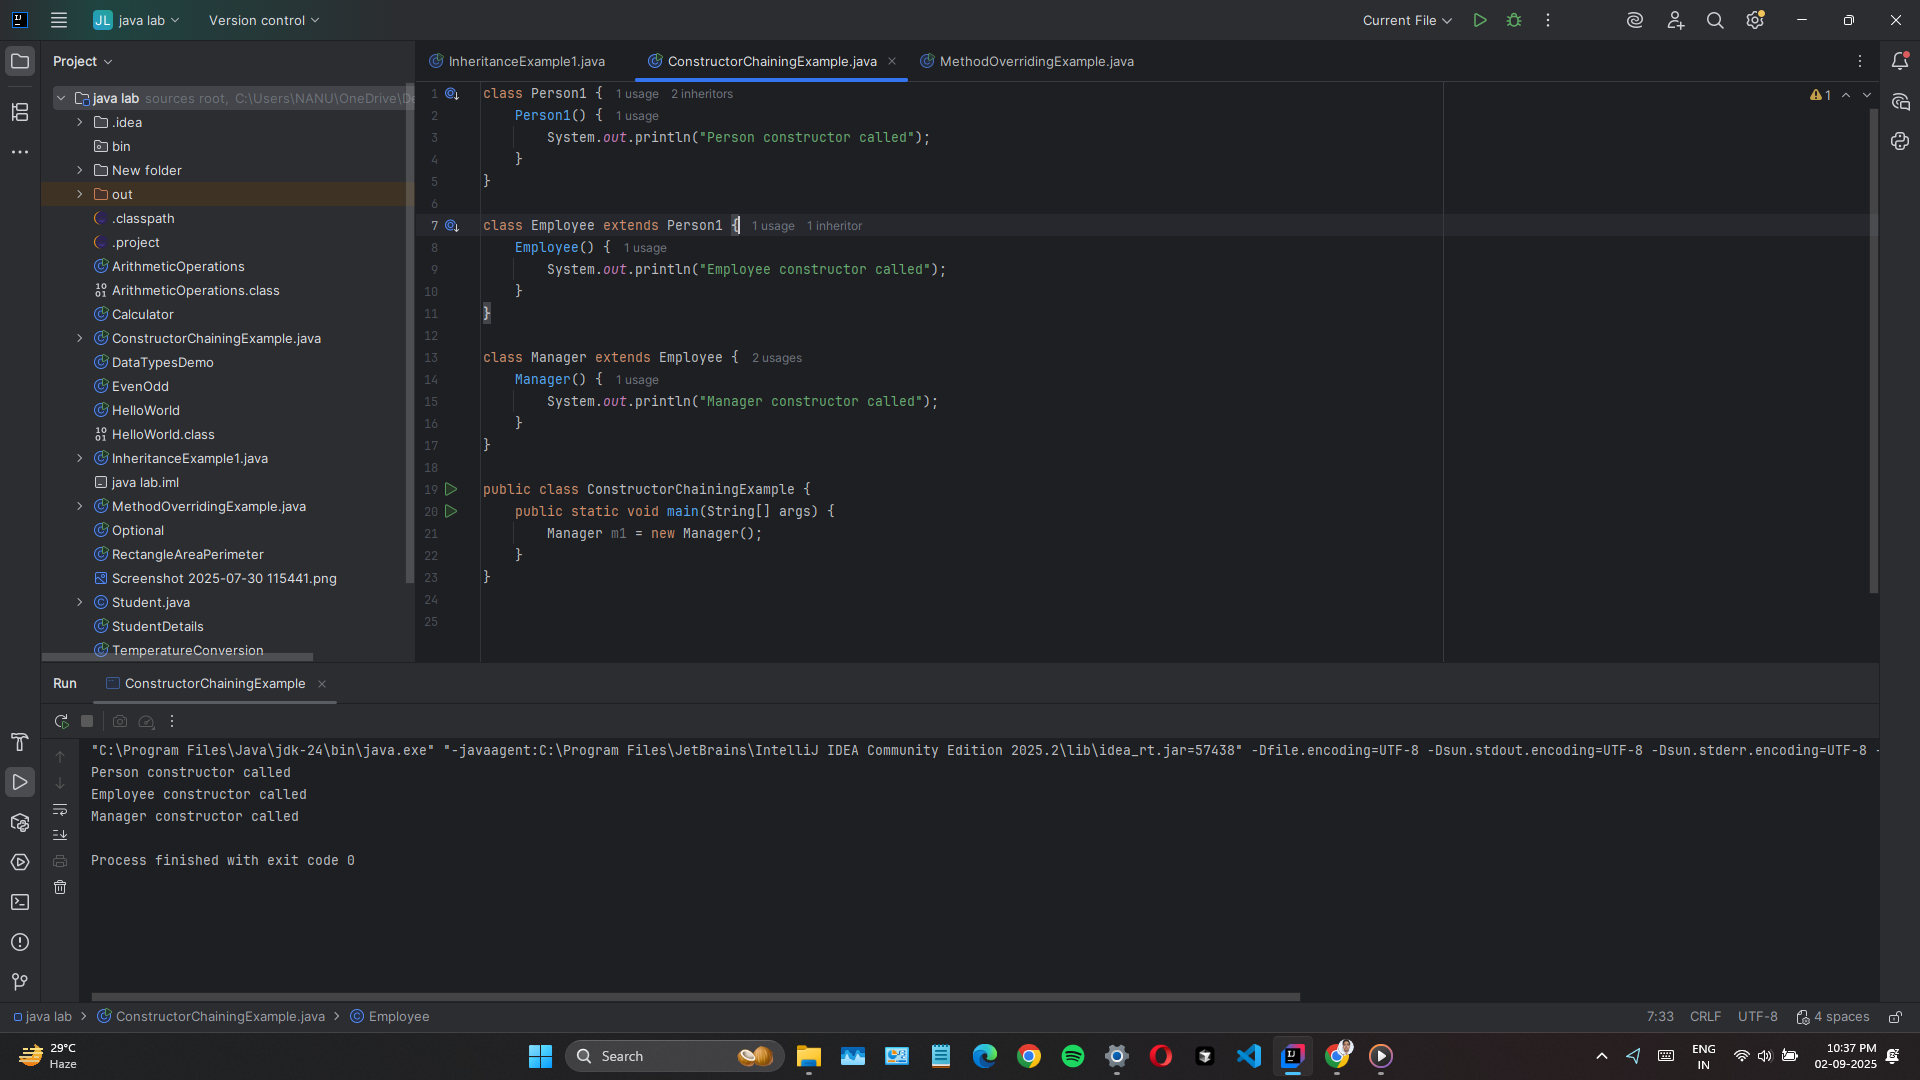 JL java lab Version control Current File
Project
InheritanceExample1.java ConstructorChainingExample.java MethodOverridingExample.java
java lab sources root, C:\Users\NANU\OneDrive\De
.idea
bin
New folder
out
.classpath
.project
ArithmeticOperations
ArithmeticOperations.class
Calculator
ConstructorChainingExample.java
DataTypesDemo
EvenOdd
HelloWorld
HelloWorld.class
InheritanceExample1.java
java lab.iml
MethodOverridingExample.java
Optional
RectangleAreaPerimeter
Screenshot 2025-07-30 115441.png
Student.java
StudentDetails
TemperatureConversion
1 class Person1 { 1 usage 2 inheritors
2 Person1() { 1 usage
3 System.out.println("Person constructor called");
4 }
5 }
6
7 class Employee extends Person1 { 1 usage 1 inheritor
8 Employee() { 1 usage
9 System.out.println("Employee constructor called");
10 }
11 }
12
13 class Manager extends Employee { 2 usages
14 Manager() { 1 usage
15 System.out.println("Manager constructor called");
16 }
17 }
18
19 public class ConstructorChainingExample {
20 public static void main(String[] args) {
21 Manager m1 = new Manager();
22 }
23 }
24
25
1
Run ConstructorChainingExample
"C:\Program Files\Java\jdk-24\bin\java.exe" "-javaagent:C:\Program Files\JetBrains\IntelliJ IDEA Community Edition 2025.2\lib\idea_rt.jar=57438" -Dfile.encoding=UTF-8 -Dsun.stdout.encoding=UTF-8 -Dsun.stderr.encoding=UTF-8 -
Person constructor called
Employee constructor called
Manager constructor called
Process finished with exit code 0
java lab > ConstructorChainingExample.java > Employee 7:33 CRLF UTF-8 4 spaces
29°C
Haze
Search
ENG
IN
10:37 PM
02-09-2025